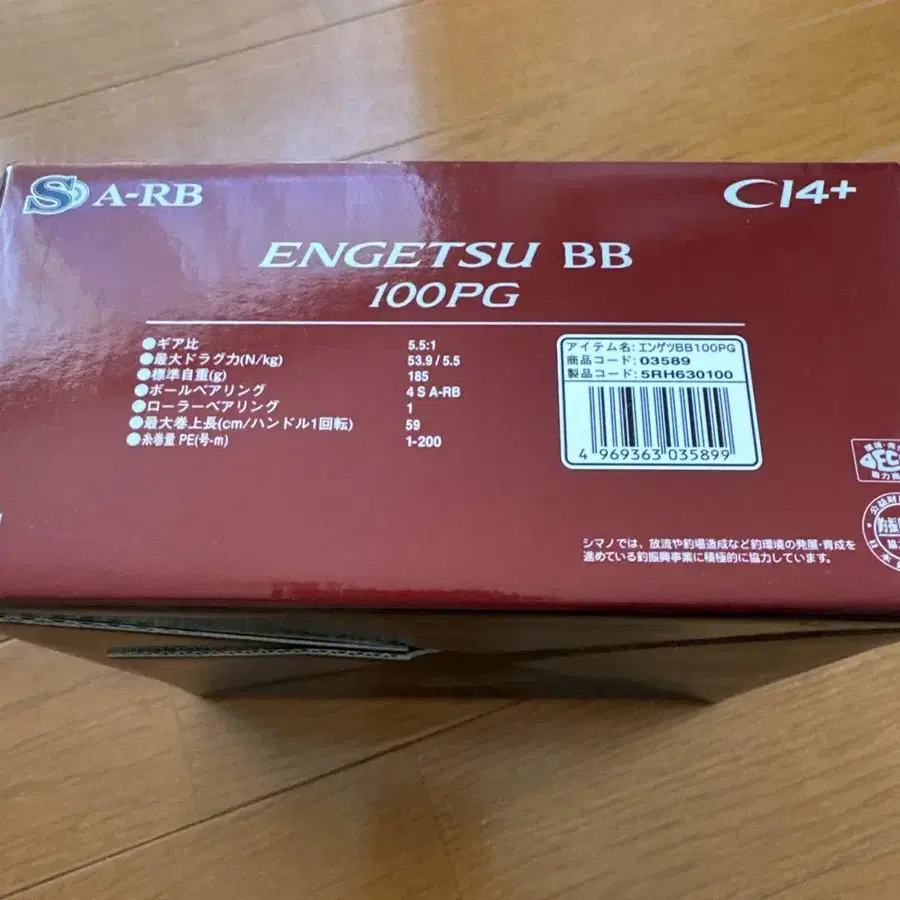 S A-RB
CI4+
ENGETSU BB
100PG
●ギア比 5.5:1
●最大ドラグ力(N/kg) 53.9/5.5
●標準自重(g) 185
●ボールベアリング 4 S A-RB
●ローラーベアリング 1
●最大巻上長(cm/ハンドル1回転) 59
●糸巻量 PE(号-m) 1-200
アイテム名: エンゲツBB100PG
商品コード: 03589
製品コード: 5RH630100
4 969363 035899
シマノでは、放流や釣場造成など釣環境の発展・育成を
進めている釣振興事業に積極的に協力しています。